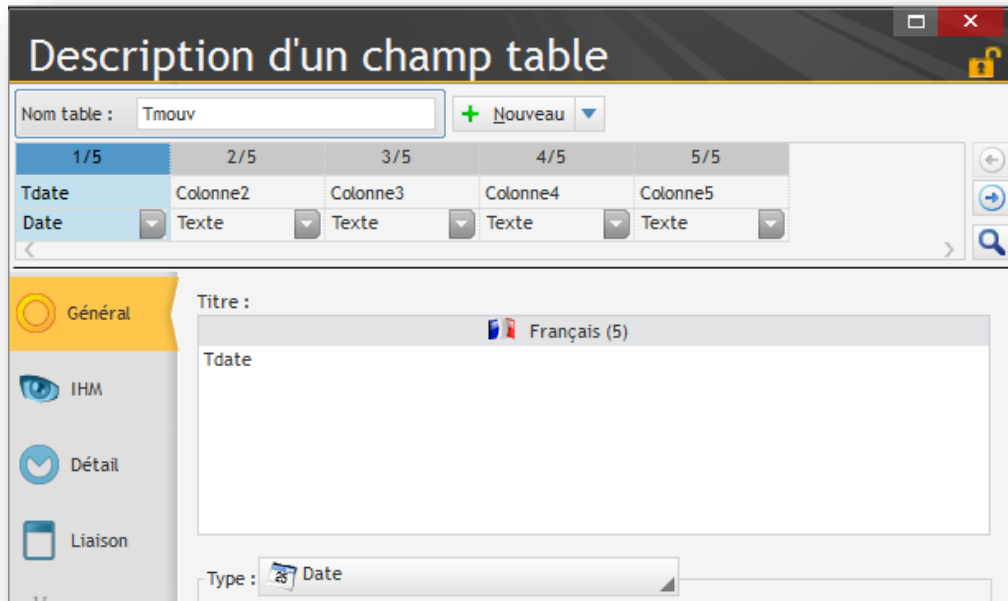 Description d'un champ table
Nom table : Tmouv Nouveau
1/5 2/5 3/5 4/5 5/5
Tdate Colonne2 Colonne3 Colonne4 Colonne5
Date Texte Texte Texte Texte
Général
Titre :
Français (5)
Tdate
IHM
Détail
Liaison
Type : 25 Date